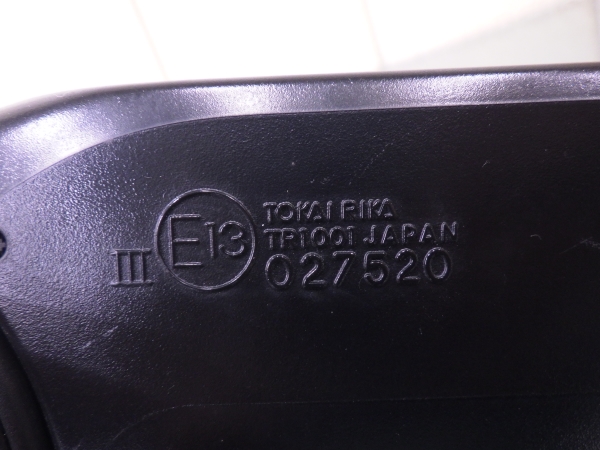 TOKAI RIKA
TR1001 JAPAN
III E13 027520